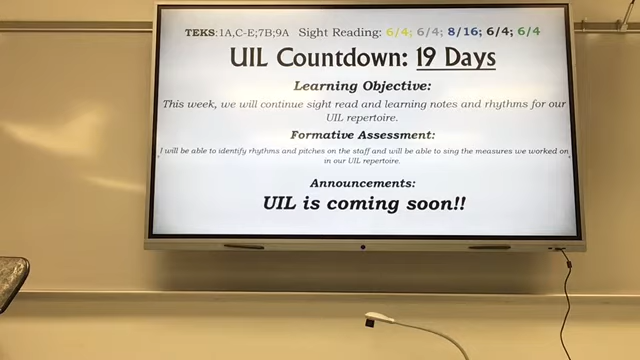 TEKS:1A,C-E;7B;9A Sight Reading: 6/4; 6/4; 8/16; 6/4; 6/4
UIL Countdown: 19 Days
Learning Objective:
This week, we will continue sight read and learning notes and rhythms for our
UIL repertoire.
Formative Assessment:
I will be able to identify rhythms and pitches on the staff and will be able to sing the measures we worked on
in our UIL repertoire.
Announcements:
UIL is coming soon!!